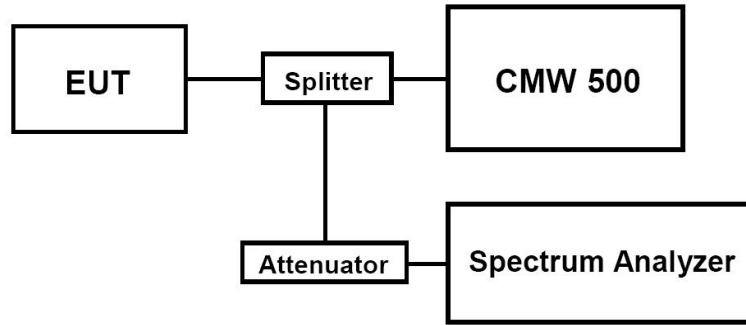 EUT
Splitter
CMW 500
Attenuator
Spectrum Analyzer